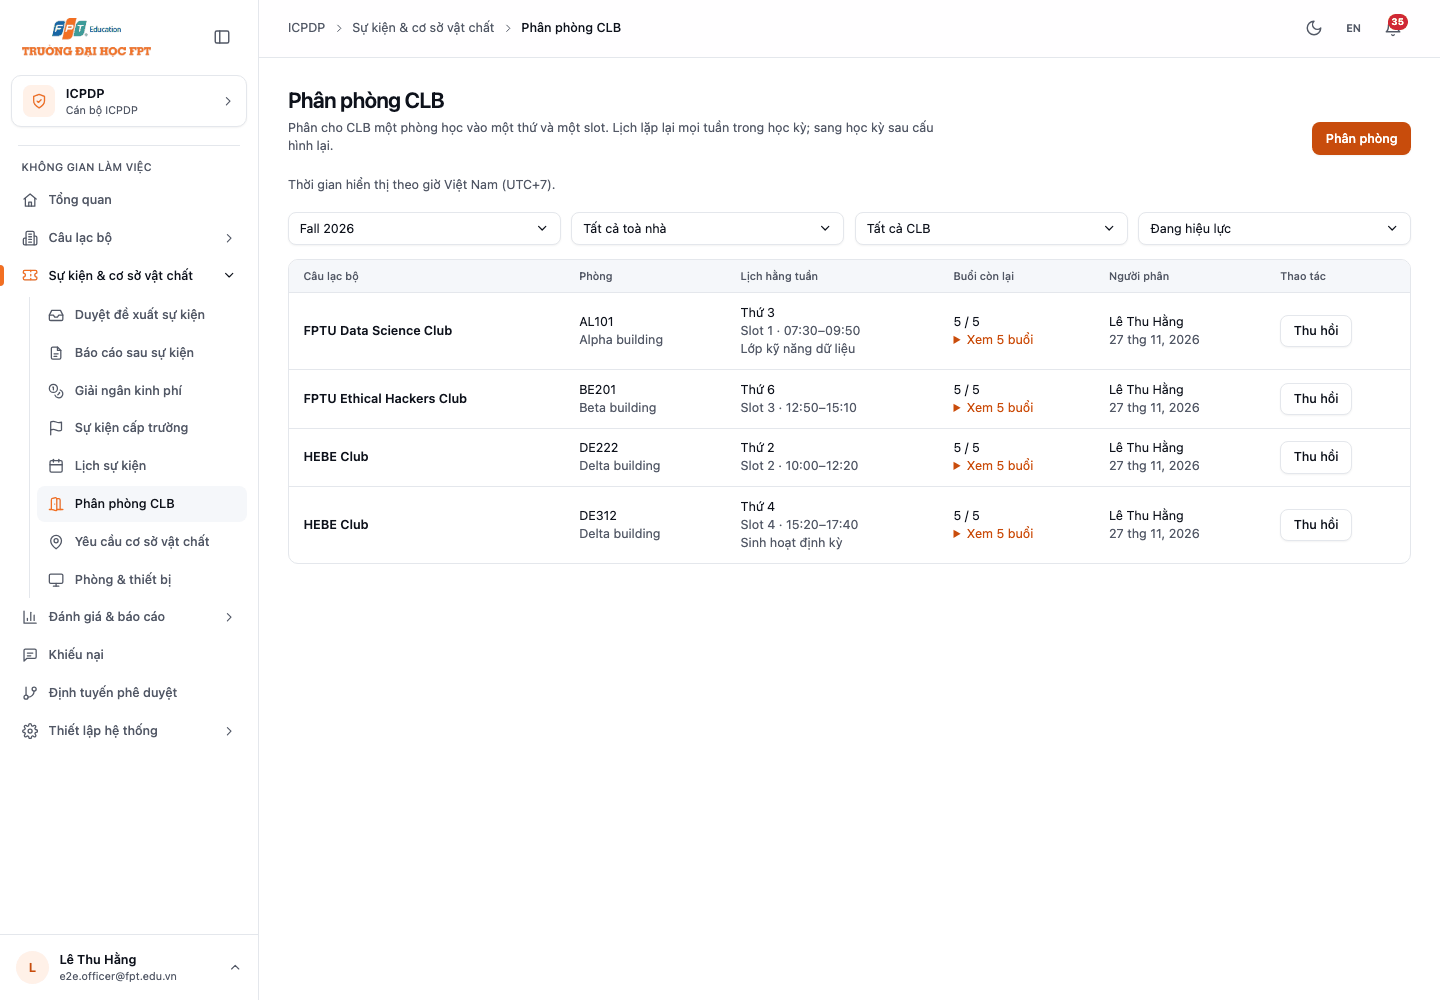 FPT Education
TRƯỜNG ĐẠI HỌC FPT
ICPDP
Cán bộ ICPDP
KHÔNG GIAN LÀM VIỆC
Tổng quan
Câu lạc bộ
Sự kiện & cơ sở vật chất
Duyệt đề xuất sự kiện
Báo cáo sau sự kiện
Giải ngân kinh phí
Sự kiện cấp trường
Lịch sự kiện
Phân phòng CLB
Yêu cầu cơ sở vật chất
Phòng & thiết bị
Đánh giá & báo cáo
Khiếu nại
Định tuyến phê duyệt
Thiết lập hệ thống
L
Lê Thu Hằng
e2e.officer@fpt.edu.vn
ICPDP > Sự kiện & cơ sở vật chất > Phân phòng CLB
EN
35
Phân phòng CLB
Phân cho CLB một phòng học vào một thứ và một slot. Lịch lặp lại mọi tuần trong học kỳ; sang học kỳ sau cấu
hình lại.
Phân phòng
Thời gian hiển thị theo giờ Việt Nam (UTC+7).
Fall 2026
Tất cả toà nhà
Tất cả CLB
Đang hiệu lực
Câu lạc bộ Phòng Lịch hằng tuần Buổi còn lại Người phân Thao tác
FPTU Data Science Club
AL101
Alpha building
Thứ 3
Slot 1 · 07:30–09:50
Lớp kỹ năng dữ liệu
5 / 5
Xem 5 buổi
Lê Thu Hằng
27 thg 11, 2026
Thu hồi
FPTU Ethical Hackers Club
BE201
Beta building
Thứ 6
Slot 3 · 12:50–15:10
5 / 5
Xem 5 buổi
Lê Thu Hằng
27 thg 11, 2026
Thu hồi
HEBE Club
DE222
Delta building
Thứ 2
Slot 2 · 10:00–12:20
5 / 5
Xem 5 buổi
Lê Thu Hằng
27 thg 11, 2026
Thu hồi
HEBE Club
DE312
Delta building
Thứ 4
Slot 4 · 15:20–17:40
Sinh hoạt định kỳ
5 / 5
Xem 5 buổi
Lê Thu Hằng
27 thg 11, 2026
Thu hồi